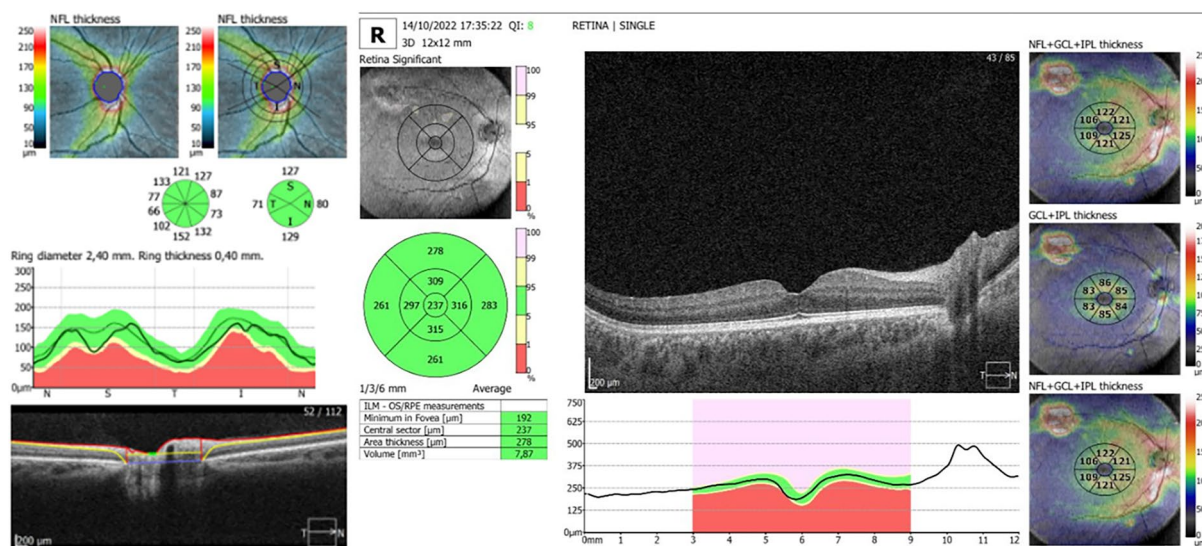 NFL thickness
NFL thickness
250
210
170
130
90
50
10
µm
250
210
170
130
90
50
10
µm
S
T
N
I
121
133
127
77
87
66
73
102
132
152
127
S
71
T
N
80
I
129
Ring diameter 2,40 mm. Ring thickness 0,40 mm.
300
250
200
150
100
50
0µm
N
S
T
I
N
52 / 112
200 µm
T
N
R
14/10/2022 17:35:22 QI: 8
3D 12x12 mm
Retina Significant
100
99
95
5
1
0
%
278
309
261
297
237
316
283
315
261
100
99
95
5
1
0
%
1/3/6 mm
Average
ILM - OS/RPE measurements
Minimum in Fovea [µm] 192
Central sector [µm] 237
Area thickness [µm] 278
Volume [mm³] 7,87
RETINA | SINGLE
43 / 85
200 µm
T
N
750
625
500
375
250
125
0µm
0mm 1 2 3 4 5 6 7 8 9 10 11 12
NFL+GCL+IPL thickness
122
106
121
109
125
121
GCL+IPL thickness
86
83
85
83
84
85
NFL+GCL+IPL thickness
122
106
121
109
125
121